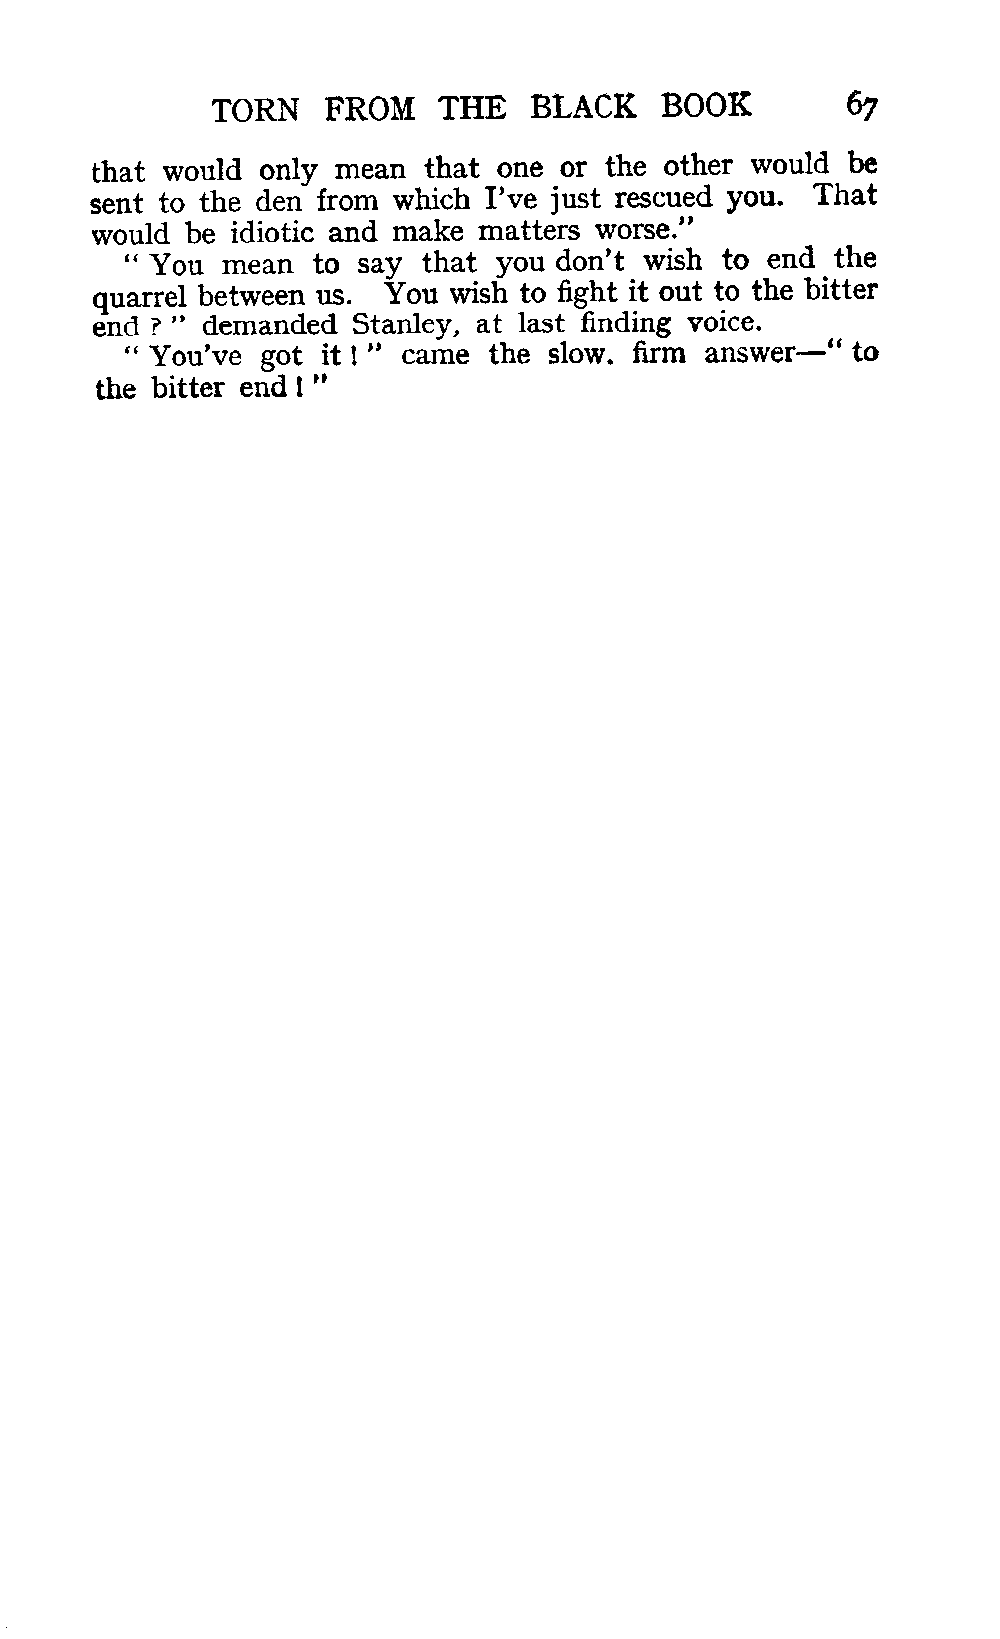 TORN FROM THE BLACK BOOK 67
that would only mean that one or the other would be
sent to the den from which I've just rescued you. That
would be idiotic and make matters worse."
" You mean to say that you don't wish to end the
quarrel between us. You wish to fight it out to the bitter
end ? " demanded Stanley, at last finding voice.
" You've got it ! " came the slow. firm answer—" to
the bitter end ! "